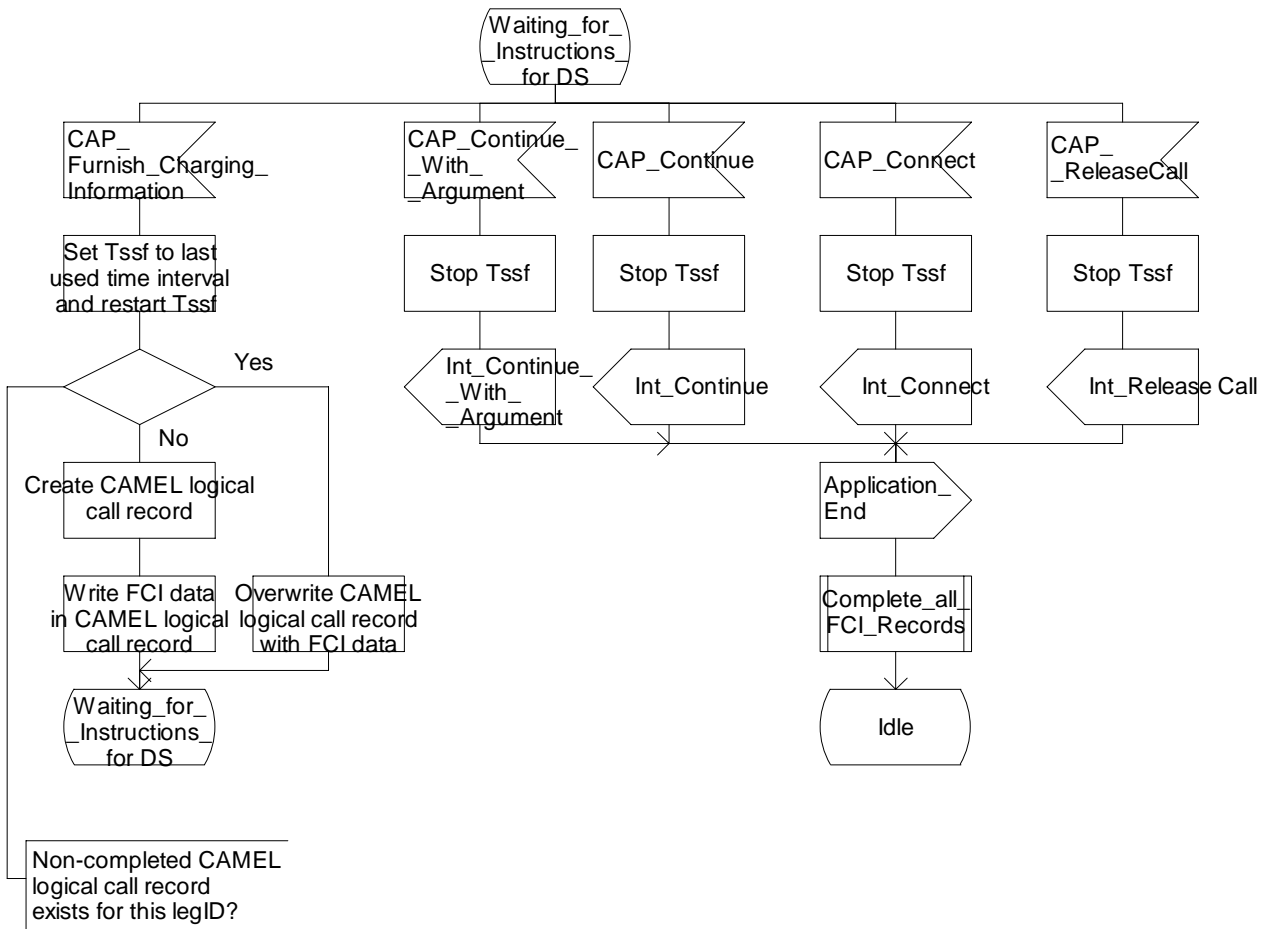 Waiting_for_
_Instructions_
for DS
CAP_
Furnish_Charging_
Information
CAP_Continue_
_With_
_Argument
CAP_Continue
CAP_Connect
CAP_
_ReleaseCall
Set Tssf to last
used time interval
and restart Tssf
Stop Tssf
Stop Tssf
Stop Tssf
Stop Tssf
Yes
Int_Continue_
_With_
_Argument
Int_Continue
Int_Connect
Int_Release Call
No
Create CAMEL logical
call record
Application_
End
Write FCI data
in CAMEL logical
call record
Overwrite CAMEL
logical call record
with FCI data
Complete_all_
FCI_Records
Waiting_for_
_Instructions_
for DS
Idle
Non-completed CAMEL
logical call record
exists for this legID?